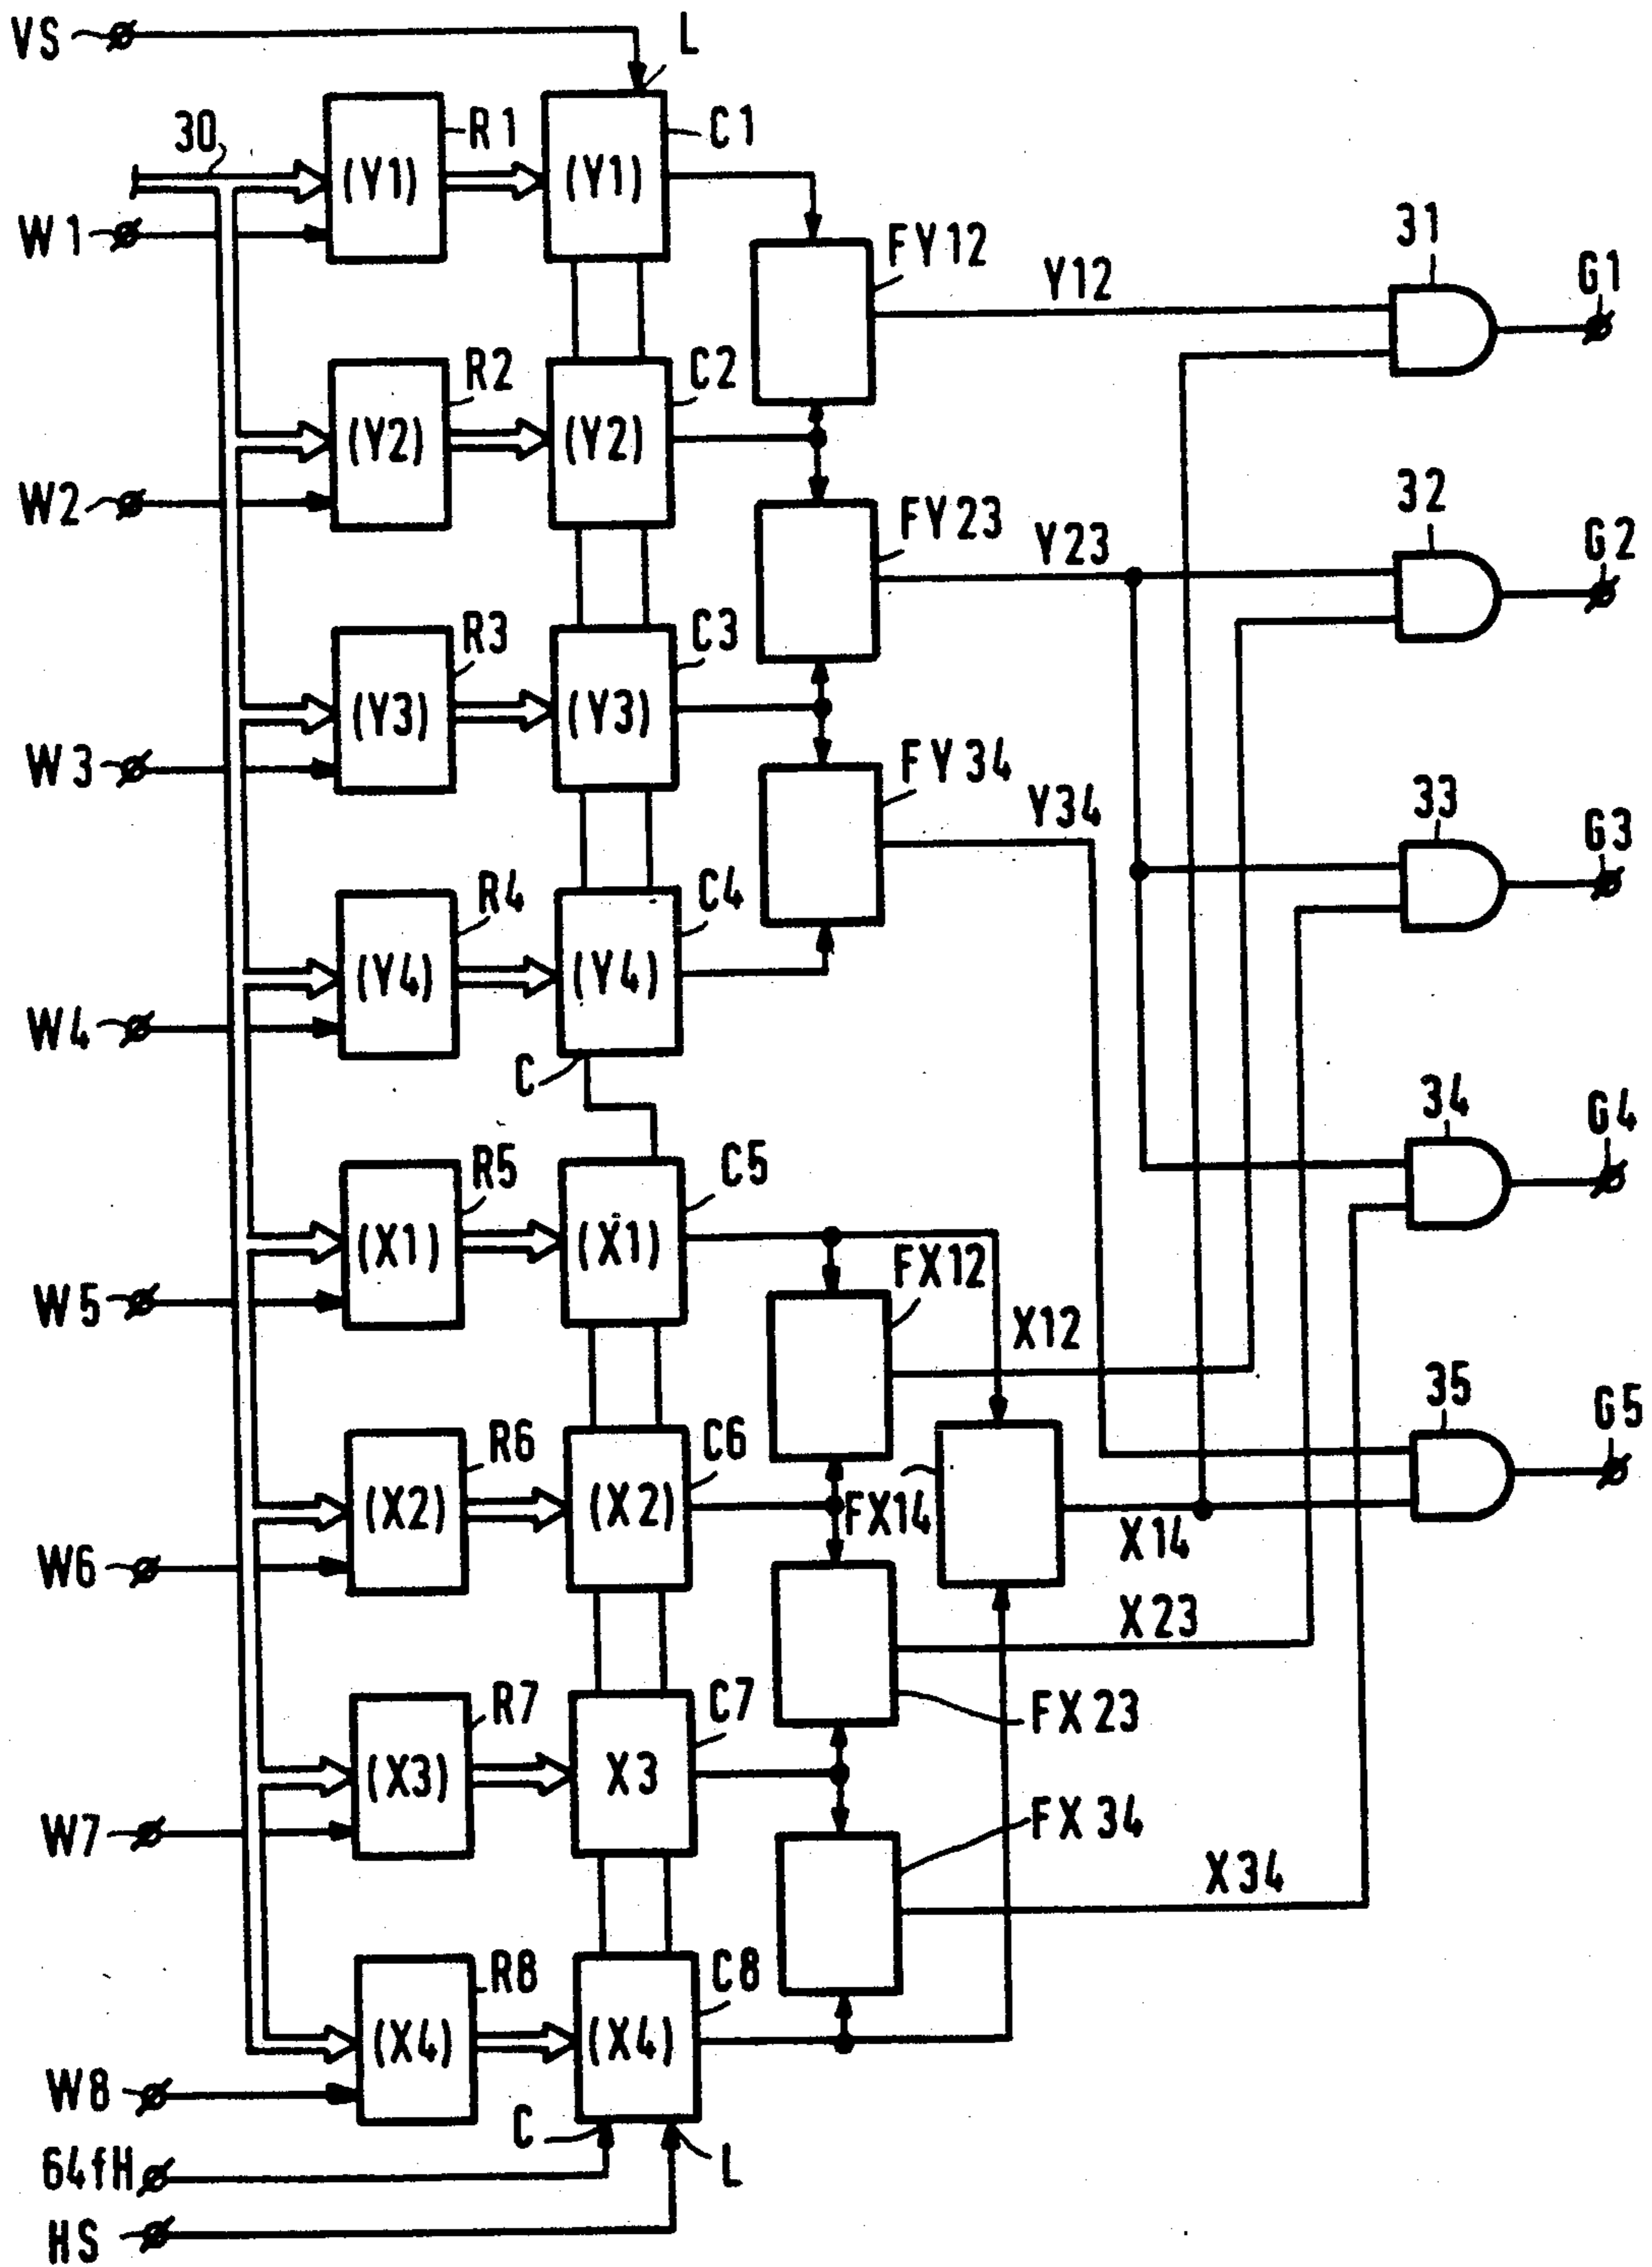 VS
L
30
(Y1)
R1
(Y1)
C1
W1
FY12
Y12
31
G1
(Y2)
R2
(Y2)
C2
W2
FY23
Y23
32
G2
(Y3)
R3
(Y3)
C3
W3
FY34
Y34
33
G3
(Y4)
R4
(Y4)
C4
W4
C
34
G4
(X1)
R5
(X1)
C5
W5
FX12
X12
35
G5
(X2)
R6
(X2)
C6
W6
FX14
X14
X23
(X3)
R7
X3
C7
FX23
W7
FX34
X34
(X4)
R8
(X4)
C8
W8
C
L
64fH
HS